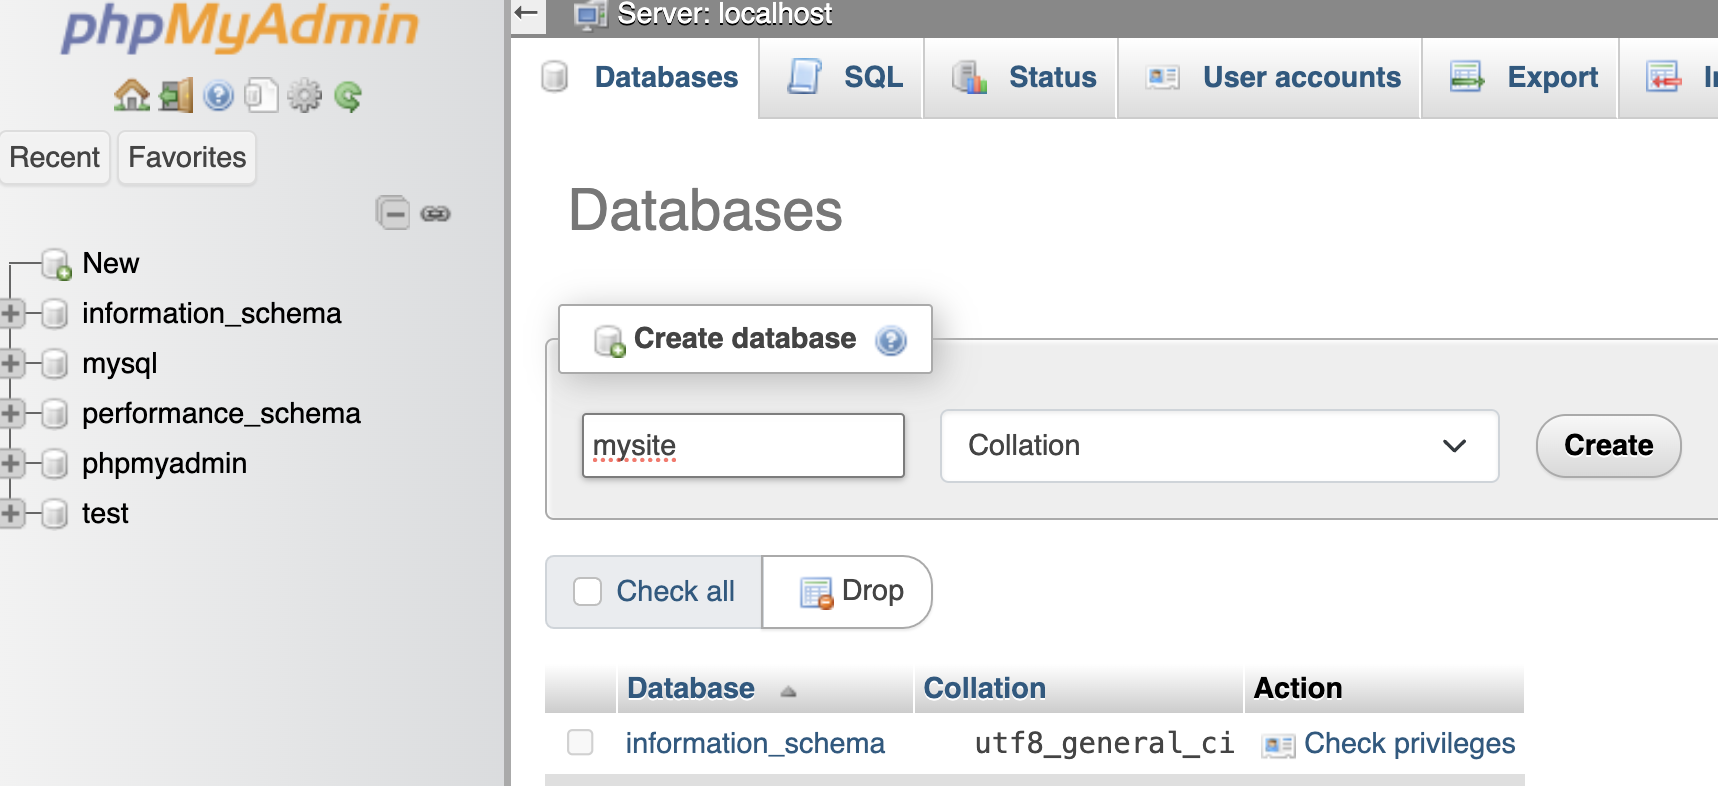 phpMyAdmin
Recent Favorites
New
information_schema
mysql
performance_schema
phpmyadmin
test
Server: localhost
Databases SQL Status User accounts Export
Databases
Create database
mysite Collation Create
Check all Drop
Database Collation Action
information_schema utf8_general_ci Check privileges